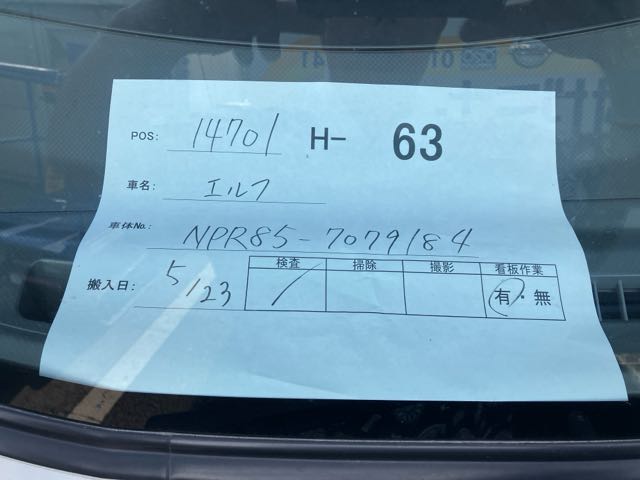 POS: 14701 H- 63
車名: エルフ
車体No.: NPR85-7079184
搬入日: 5/23
検査 掃除 撮影 看板作業
有・無